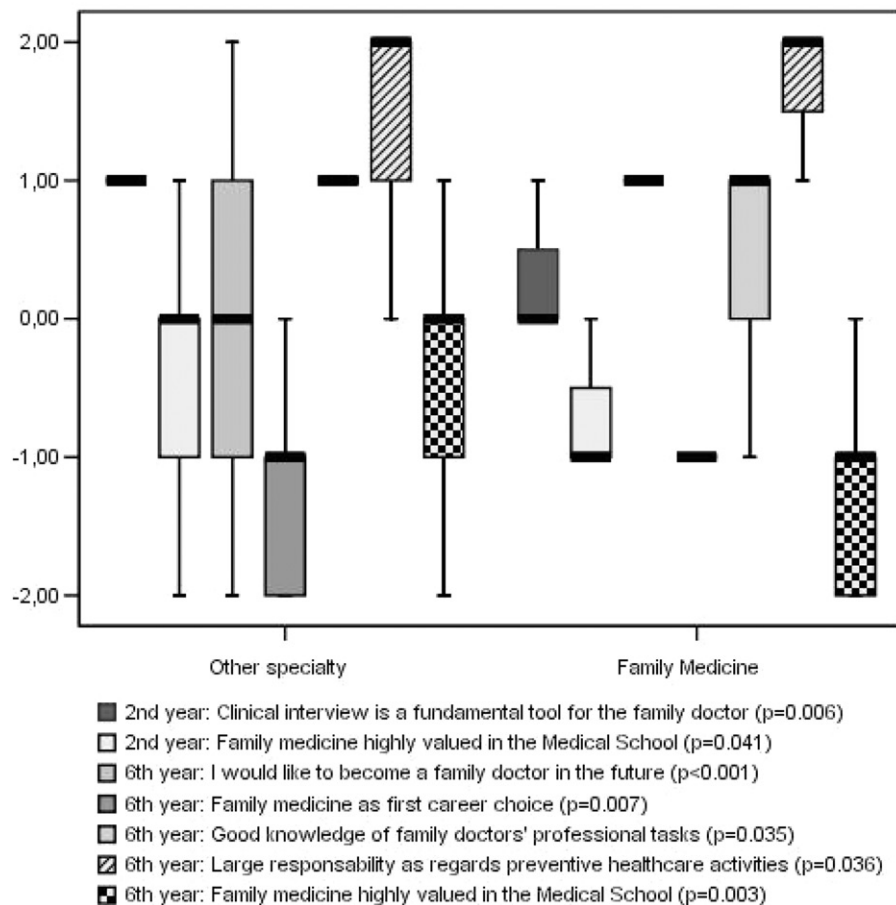 2,00
1,00
0,00
-1,00
-2,00
Other specialty
Family Medicine
2nd year: Clinical interview is a fundamental tool for the family doctor (p=0.006)
2nd year: Family medicine highly valued in the Medical School (p=0.041)
6th year: I would like to become a family doctor in the future (p<0.001)
6th year: Family medicine as first career choice (p=0.007)
6th year: Good knowledge of family doctors' professional tasks (p=0.035)
6th year: Large responsability as regards preventive healthcare activities (p=0.036)
6th year: Family medicine highly valued in the Medical School (p=0.003)